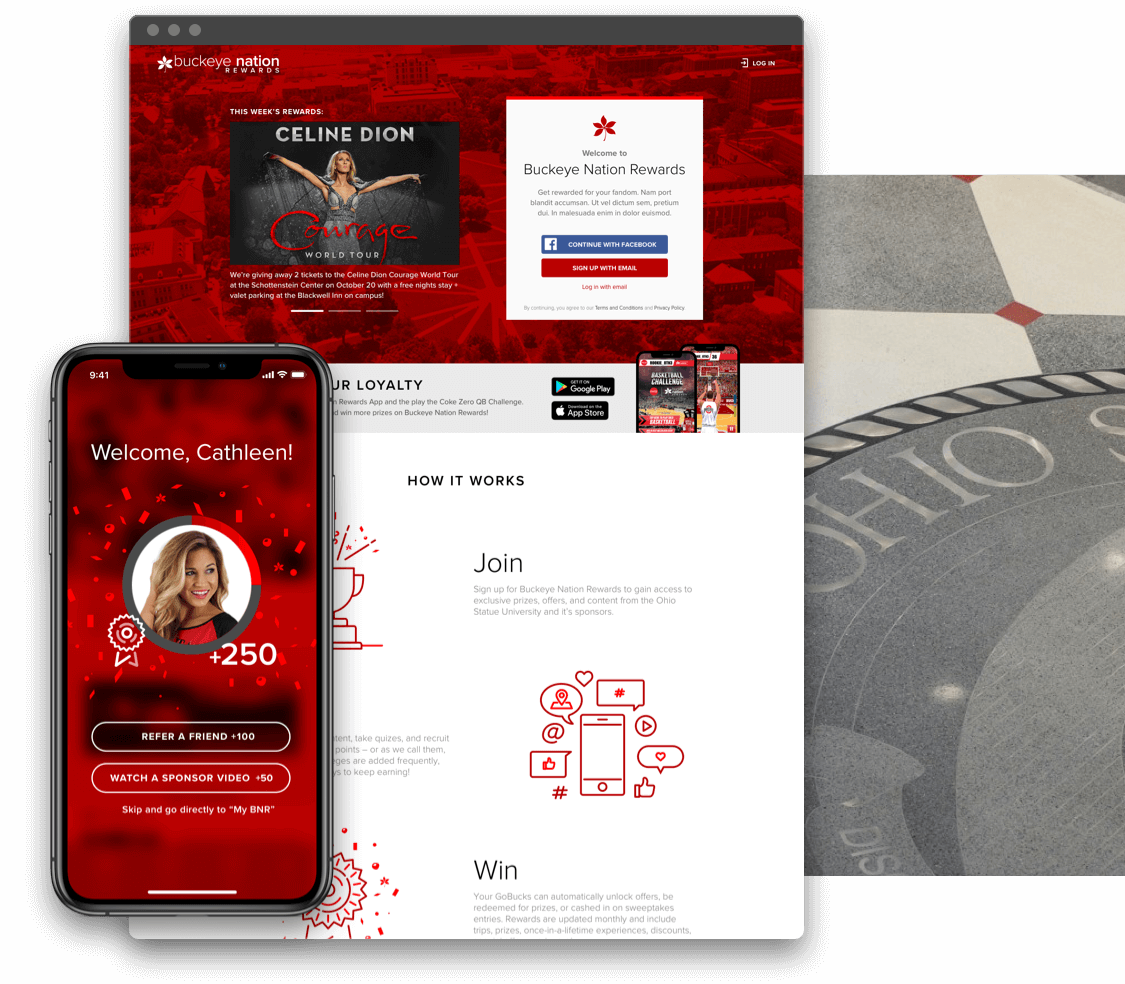 buckeye nation
REWARDS
LOG IN
THIS WEEK'S REWARDS:
CELINE DION
Courage
WORLD TOUR
We're giving away 2 tickets to the Celine Dion Courage World Tour
at the Schottenstein Center on October 20 with a free nights stay +
valet parking at the Blackwell Inn on campus!
Welcome to
Buckeye Nation Rewards
Get rewarded for your fandom. Nam port
blandit accumsan. Ut vel dictum sem, pretium
dui. In malesuada enim in dolor euismod.
f
CONTINUE WITH FACEBOOK
SIGN UP WITH EMAIL
Log in with email
By continuing, you agree to our Terms and Conditions and Privacy Policy
UR LOYALTY
Rewards App and the play the Coke Zero QB Challenge.
win more prizes on Buckeye Nation Rewards!
GET IT ON
Google Play
Download on the
App Store
BASKETBALL
CHALLENGE
HOW IT WORKS
Join
Sign up for Buckeye Nation Rewards to gain access to
exclusive prizes, offers, and content from the Ohio
Statue University and it's sponsors.
tent, take quizes, and recruit
points – or as we call them,
ges are added frequently,
ys to keep earning!
#
@
#
Win
Your GoBucks can automatically unlock offers, be
redeemed for prizes, or cashed in on sweeptakes
entries. Rewards are updated monthly and include
trips, prizes, once-in-a-lifetime experiences, discounts,
9:41
Welcome, Cathleen!
+250
REFER A FRIEND +100
WATCH A SPONSOR VIDEO +50
Skip and go directly to “My BNR”
OHIO S
DIS